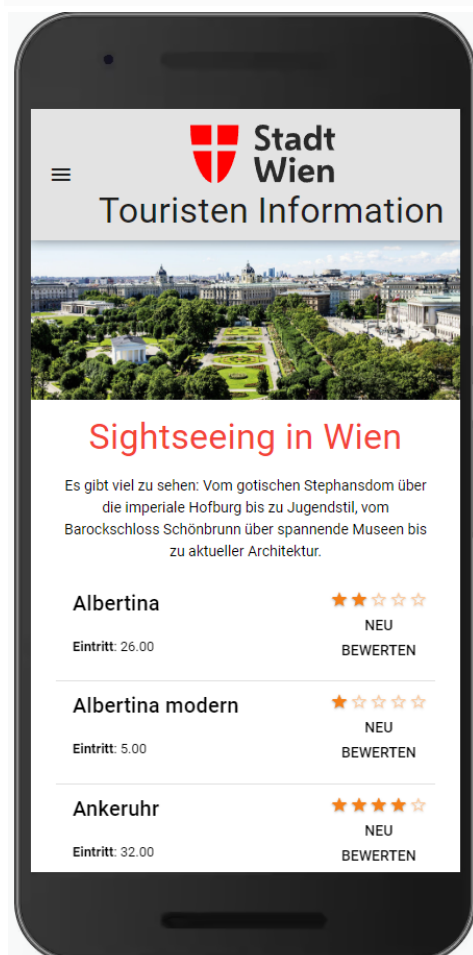 Stadt
Wien
Touristen Information
Sightseeing in Wien
Es gibt viel zu sehen: Vom gotischen Stephansdom über
die imperiale Hofburg bis zu Jugendstil, vom
Barockschloss Schönbrunn über spannende Museen bis
zu aktueller Architektur.
Albertina
Eintritt: 26.00
NEU
BEWERTEN
Albertina modern
Eintritt: 5.00
NEU
BEWERTEN
Ankeruhr
Eintritt: 32.00
NEU
BEWERTEN